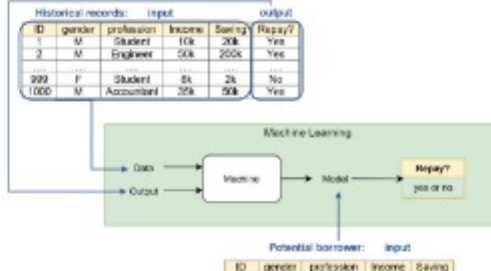 Historical records: input output
ID gender profession Income Saving Repay?
1 M Student 10k 20k Yes
2 M Engineer 50k 200k Yes
.... .... .... .... .... ....
999 F Student 8k 2k No
1000 M Accountant 35k 50k Yes
Machine Learning
Data
Output
Machine
Model
Repay?
yes or no
Potential borrower: input
ID gender profession Income Saving